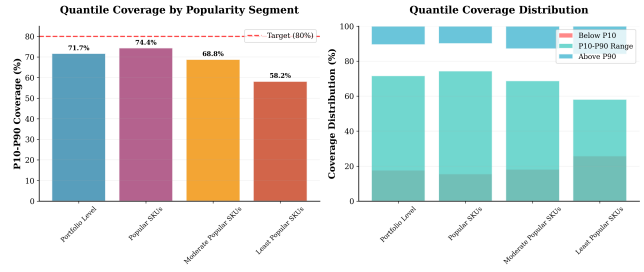 Quantile Coverage by Popularity Segment
P10-P90 Coverage (%)
80
70
60
50
40
30
20
10
0
Target (80%)
71.7%
74.4%
68.8%
58.2%
Portfolio Level
Popular SKUs
Moderate Popular SKUs
Least Popular SKUs
Quantile Coverage Distribution
Coverage Distribution (%)
100
80
60
40
20
0
Below P10
P10-P90 Range
Above P90
Portfolio Level
Popular SKUs
Moderate Popular SKUs
Least Popular SKUs